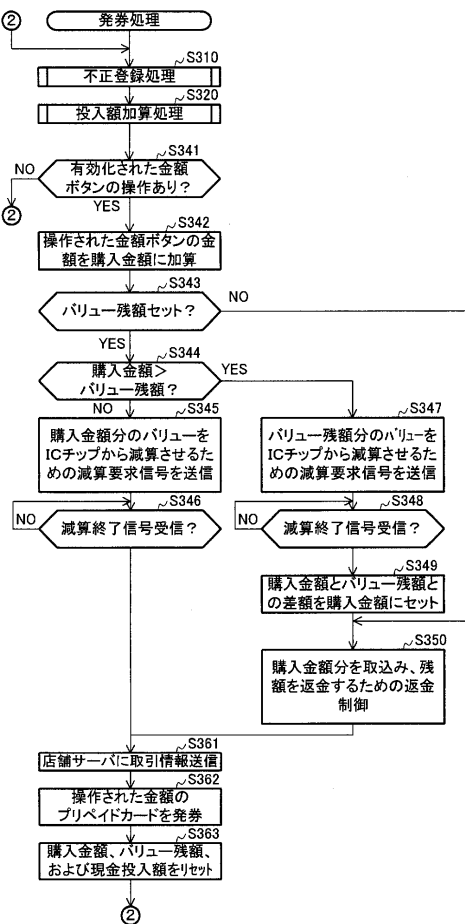 ②
発券処理
S310
不正登録処理
S320
投入額加算処理
S341
有効化された金額
ボタンの操作あり？
NO
②
YES
S342
操作された金額ボタンの金
額を購入金額に加算
S343
バリュー残額セット？
NO
YES
S344
購入金額＞
バリュー残額？
YES
NO
S345
購入金額分のバリューを
ICチップから減算させるた
めの減算要求信号を送信
S347
バリュー残額分のバリューを
ICチップから減算させるた
めの減算要求信号を送信
S346
減算終了信号受信？
NO
S348
減算終了信号受信？
NO
S349
購入金額とバリュー残額と
の差額を購入金額にセット
S350
購入金額分を取込み、残
額を返金するための返金
制御
S361
店舗サーバに取引情報送信
S362
操作された金額の
プリペイドカードを発券
S363
購入金額、バリュー残額、
および現金投入額をリセット
②